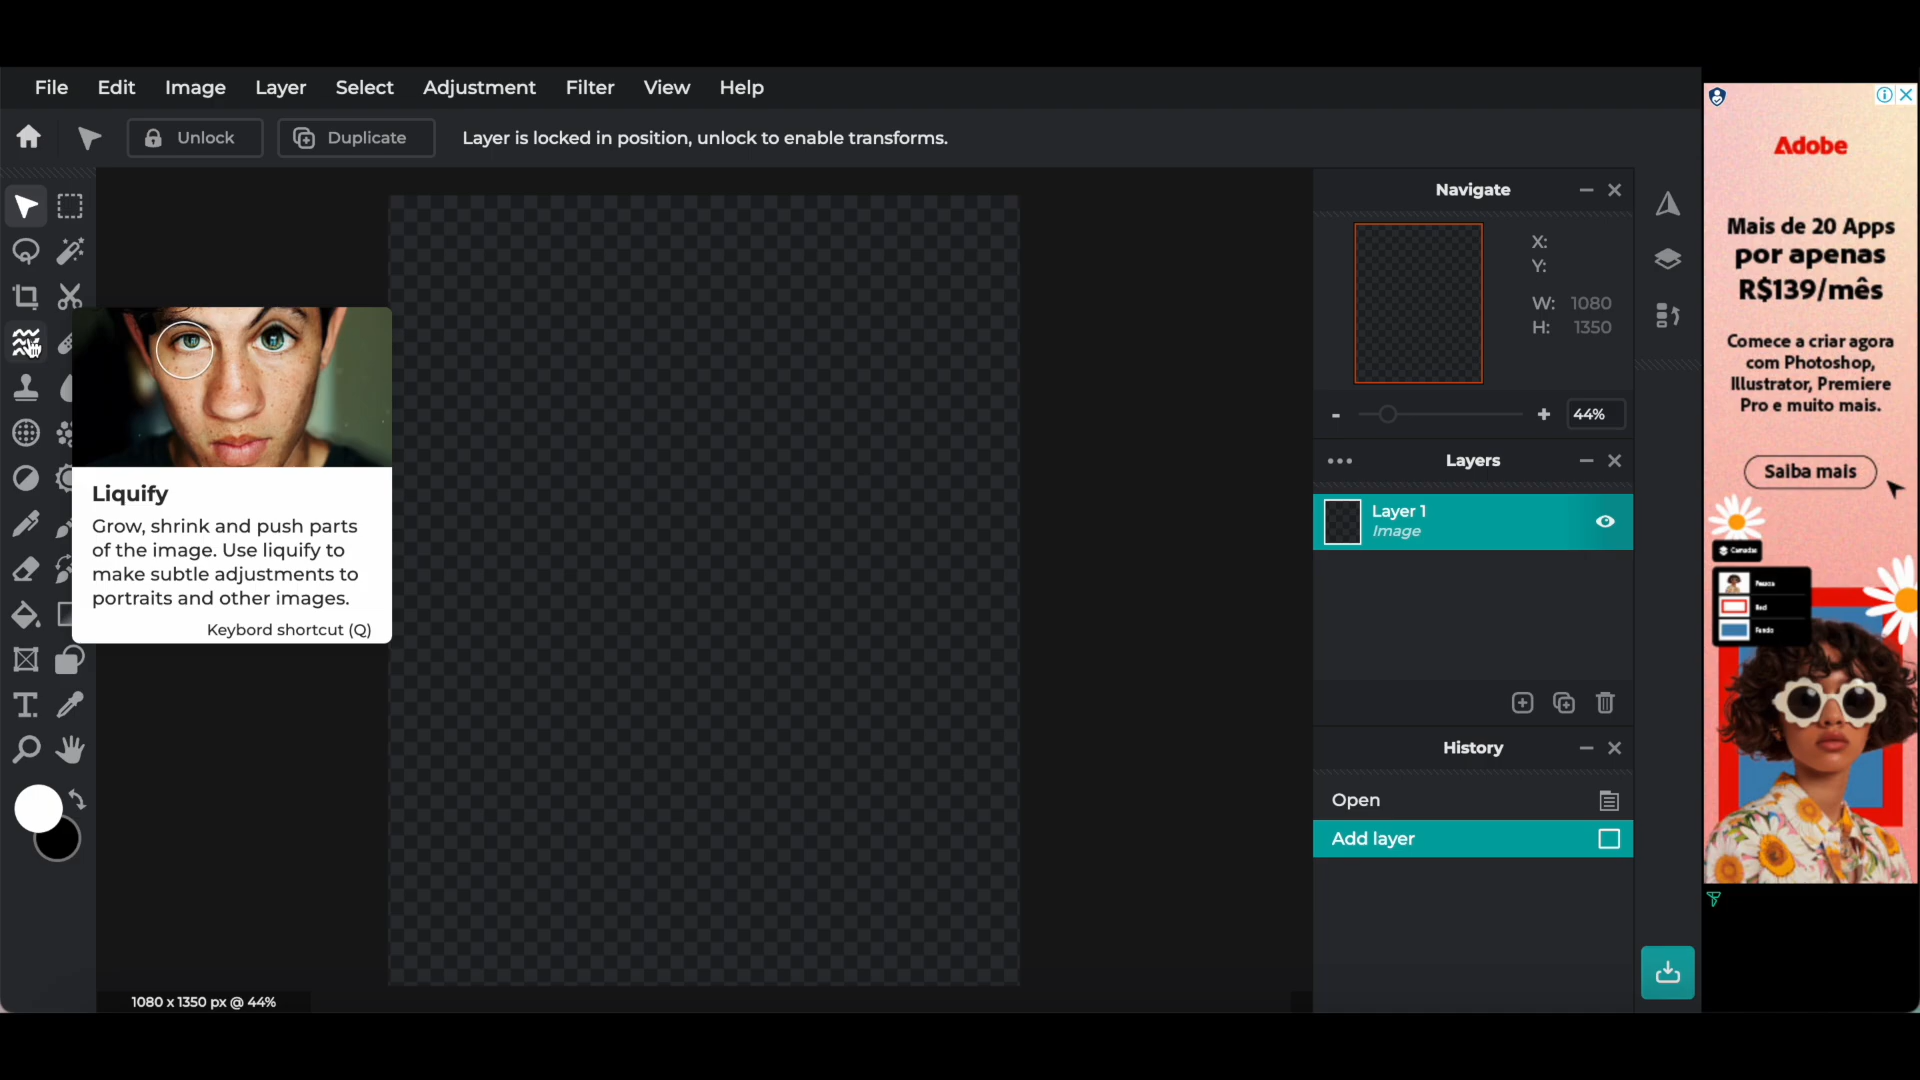 File Edit Image Layer Select Adjustment Filter View Help
Unlock Duplicate Layer is locked in position, unlock to enable transforms.
Liquify
Grow, shrink and push parts
of the image. Use liquify to
make subtle adjustments to
portraits and other images.
Keybord shortcut (Q)
1080 x 1350 px @ 44%
Navigate
X:
Y:
W: 1080
H: 1350
- + 44%
Layers
Layer 1
Image
History
Open
Add layer
Adobe
Mais de 20 Apps
por apenas
R$139/mês
Comece a criar agora
com Photoshop,
Illustrator, Premiere
Pro e muito mais.
Saiba mais
Camadas
Pessoa
Red
Fundo